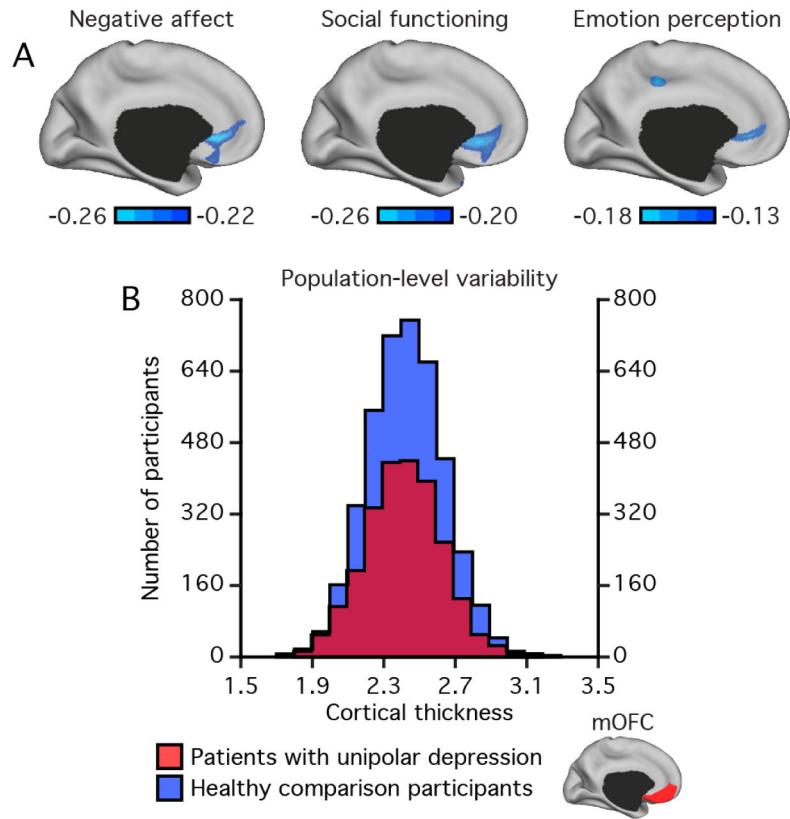 Negative affect
Social functioning
Emotion perception
A
-0.26 -0.22
-0.26 -0.20
-0.18 -0.13
B
Population-level variability
800 800
640 640
480 480
320 320
160 160
0 0
Number of participants
1.5 1.9 2.3 2.7 3.1 3.5
Cortical thickness
mOFC
Patients with unipolar depression
Healthy comparison participants